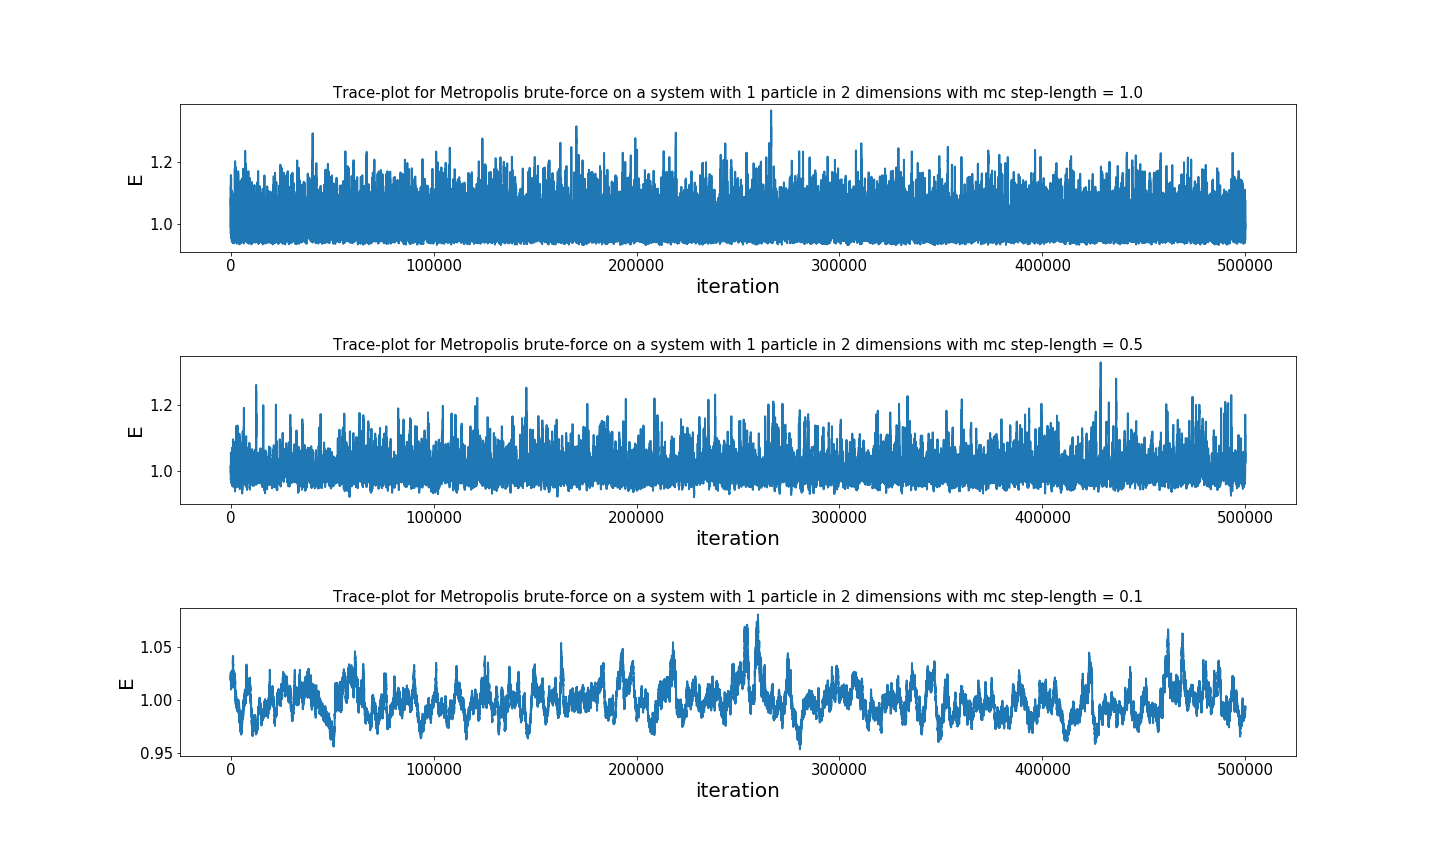 Trace-plot for Metropolis brute-force on a system with 1 particle in 2 dimensions with mc step-length = 1.0
1.2
1.0
E
0 100000 200000 300000 400000 500000
iteration
Trace-plot for Metropolis brute-force on a system with 1 particle in 2 dimensions with mc step-length = 0.5
1.2
1.0
E
0 100000 200000 300000 400000 500000
iteration
Trace-plot for Metropolis brute-force on a system with 1 particle in 2 dimensions with mc step-length = 0.1
1.05
1.00
0.95
E
0 100000 200000 300000 400000 500000
iteration